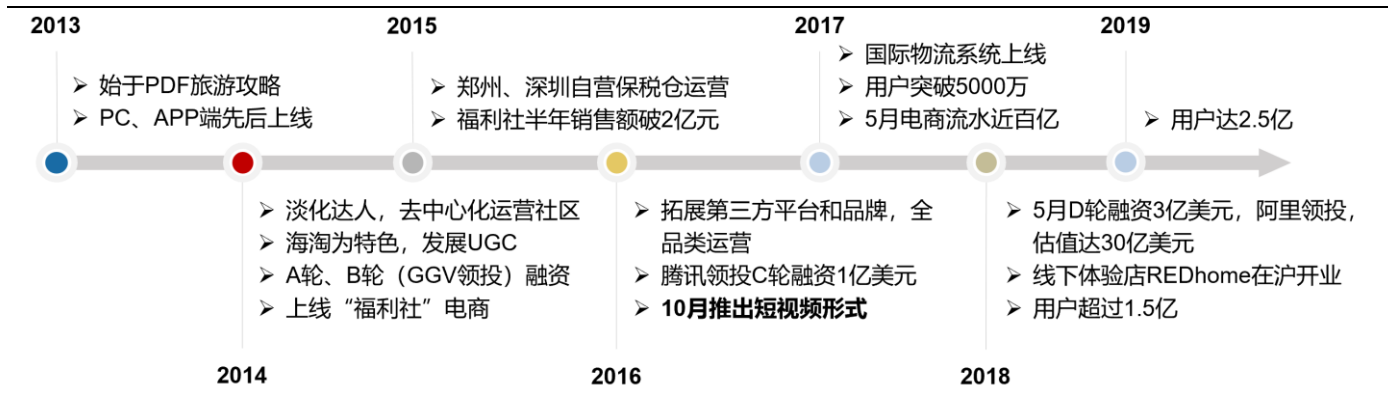 2013
➢ 始于PDF旅游攻略
➢ PC、APP端先后上线
2014
➢ 淡化达人，去中心化运营社区
➢ 海淘为特色，发展UGC
➢ A轮、B轮（GGV领投）融资
➢ 上线“福利社”电商
2015
➢ 郑州、深圳自营保税仓运营
➢ 福利社半年销售额破2亿元
2016
➢ 拓展第三方平台和品牌，全
品类运营
➢ 腾讯领投C轮融资1亿美元
➢ 10月推出短视频形式
2017
➢ 国际物流系统上线
➢ 用户突破5000万
➢ 5月电商流水近百亿
2018
➢ 5月D轮融资3亿美元，阿里领投，
估值达30亿美元
➢ 线下体验店REDhome在沪开业
➢ 用户超过1.5亿
2019
➢ 用户达2.5亿